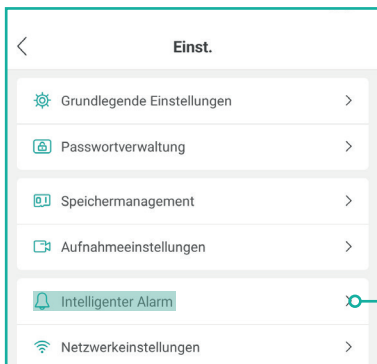 Einst.
Grundlegende Einstellungen
Passwortverwaltung
Speichermanagement
Aufnahmeeinstellungen
Intelligenter Alarm
Netzwerkeinstellungen